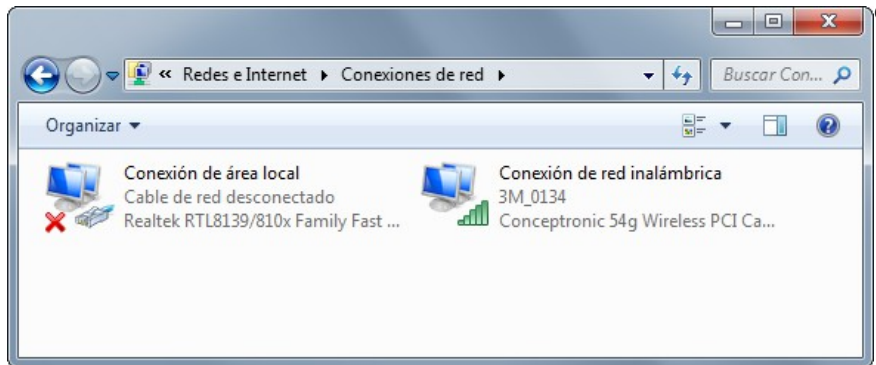 « Redes e Internet ▸ Conexiones de red ▸
Buscar Con...
Organizar
Conexión de área local
Cable de red desconectado
Realtek RTL8139/810x Family Fast ...
Conexión de red inalámbrica
3M_0134
Conceptronic 54g Wireless PCI Ca...